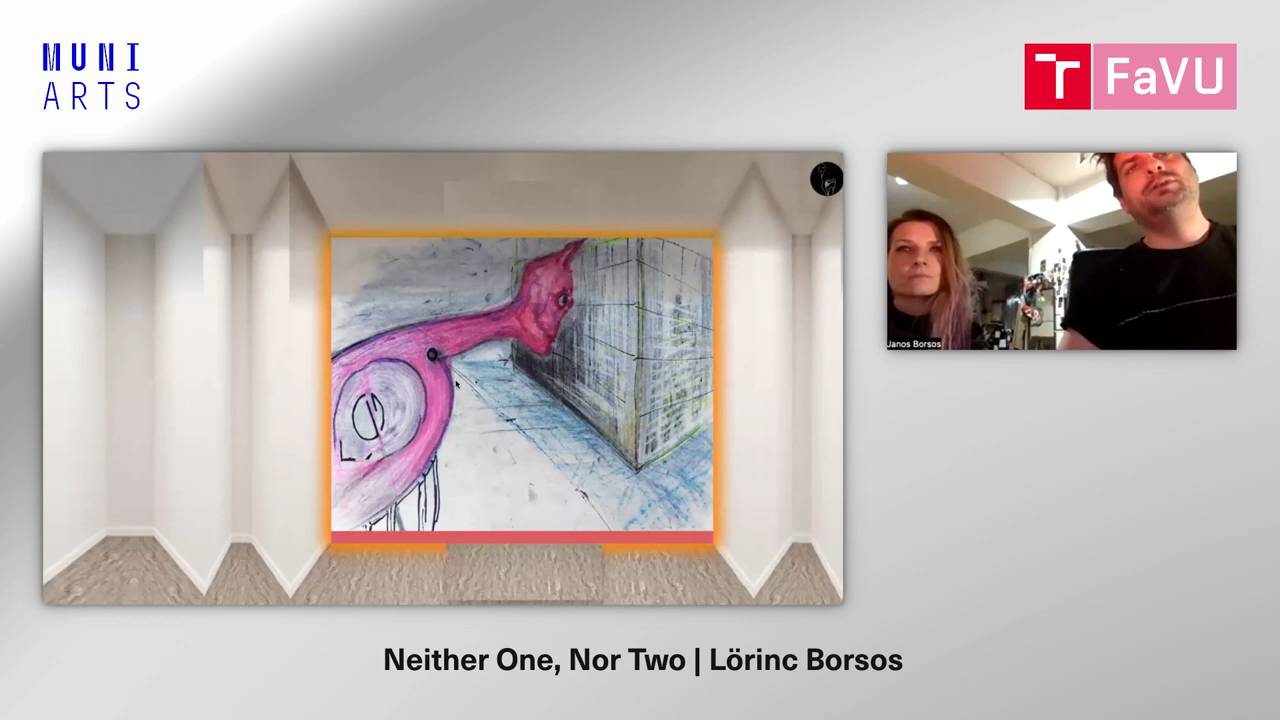 MUNI
ARTS
FaVU
Janos Borsos
Neither One, Nor Two | Lörinc Borsos